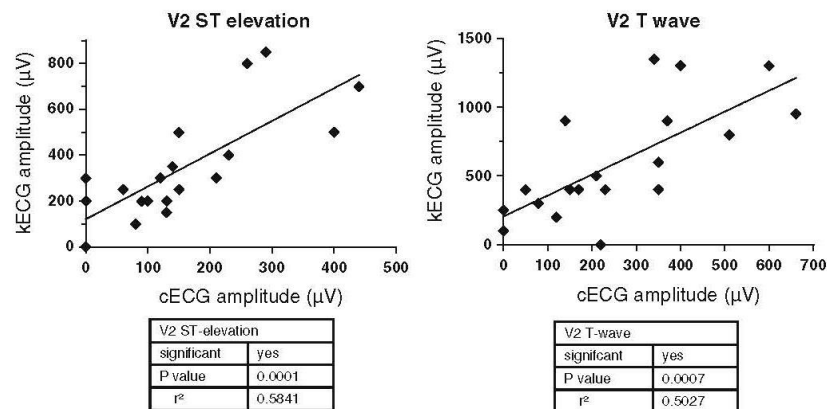 V2 ST elevation
kECG amplitude (µV)
800
600
400
200
0
0 100 200 300 400 500
cECG amplitude (µV)
V2 ST-elevation
significant yes
P value 0.0001
r² 0.5841
V2 T wave
kECG amplitude (µV)
1500
1000
500
0
0 100 200 300 400 500 600 700
cECG amplitude (µV)
V2 T-wave
signifcant yes
P value 0.0007
r² 0.5027